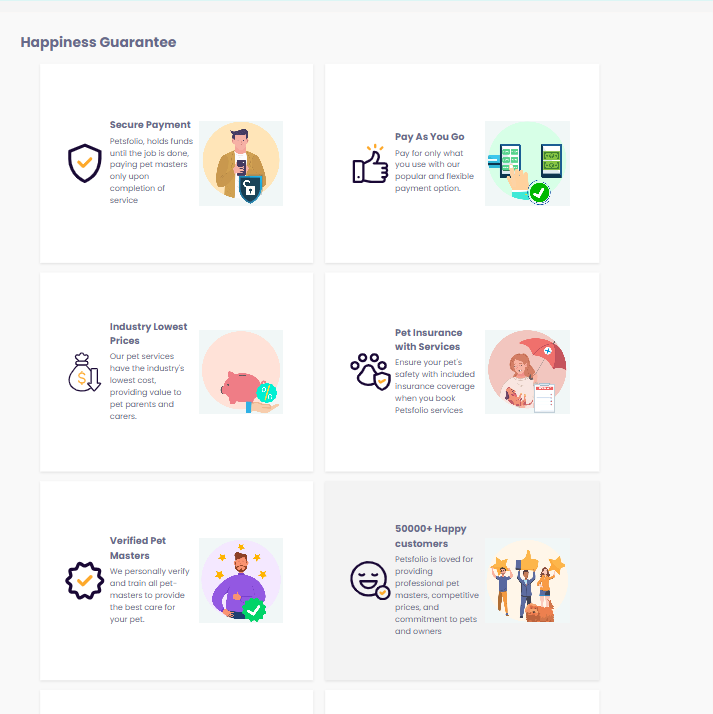 Happiness Guarantee
Secure Payment
Petsfolio, holds funds
until the job is done,
paying pet masters
only upon
completion of
service
Pay As You Go
Pay for only what
you use with our
popular and flexible
payment option.
Industry Lowest
Prices
Our pet services
have the industry's
lowest cost,
providing value to
pet parents and
carers.
Pet Insurance
with Services
Ensure your pet's
safety with included
insurance coverage
when you book
Petsfolio services
Verified Pet
Masters
We personally verify
and train all pet-
masters to provide
the best care for
your pet.
50000+ Happy
customers
Petsfolio is loved for
providing
professional pet
masters, competitive
prices, and
commitment to pets
and owners